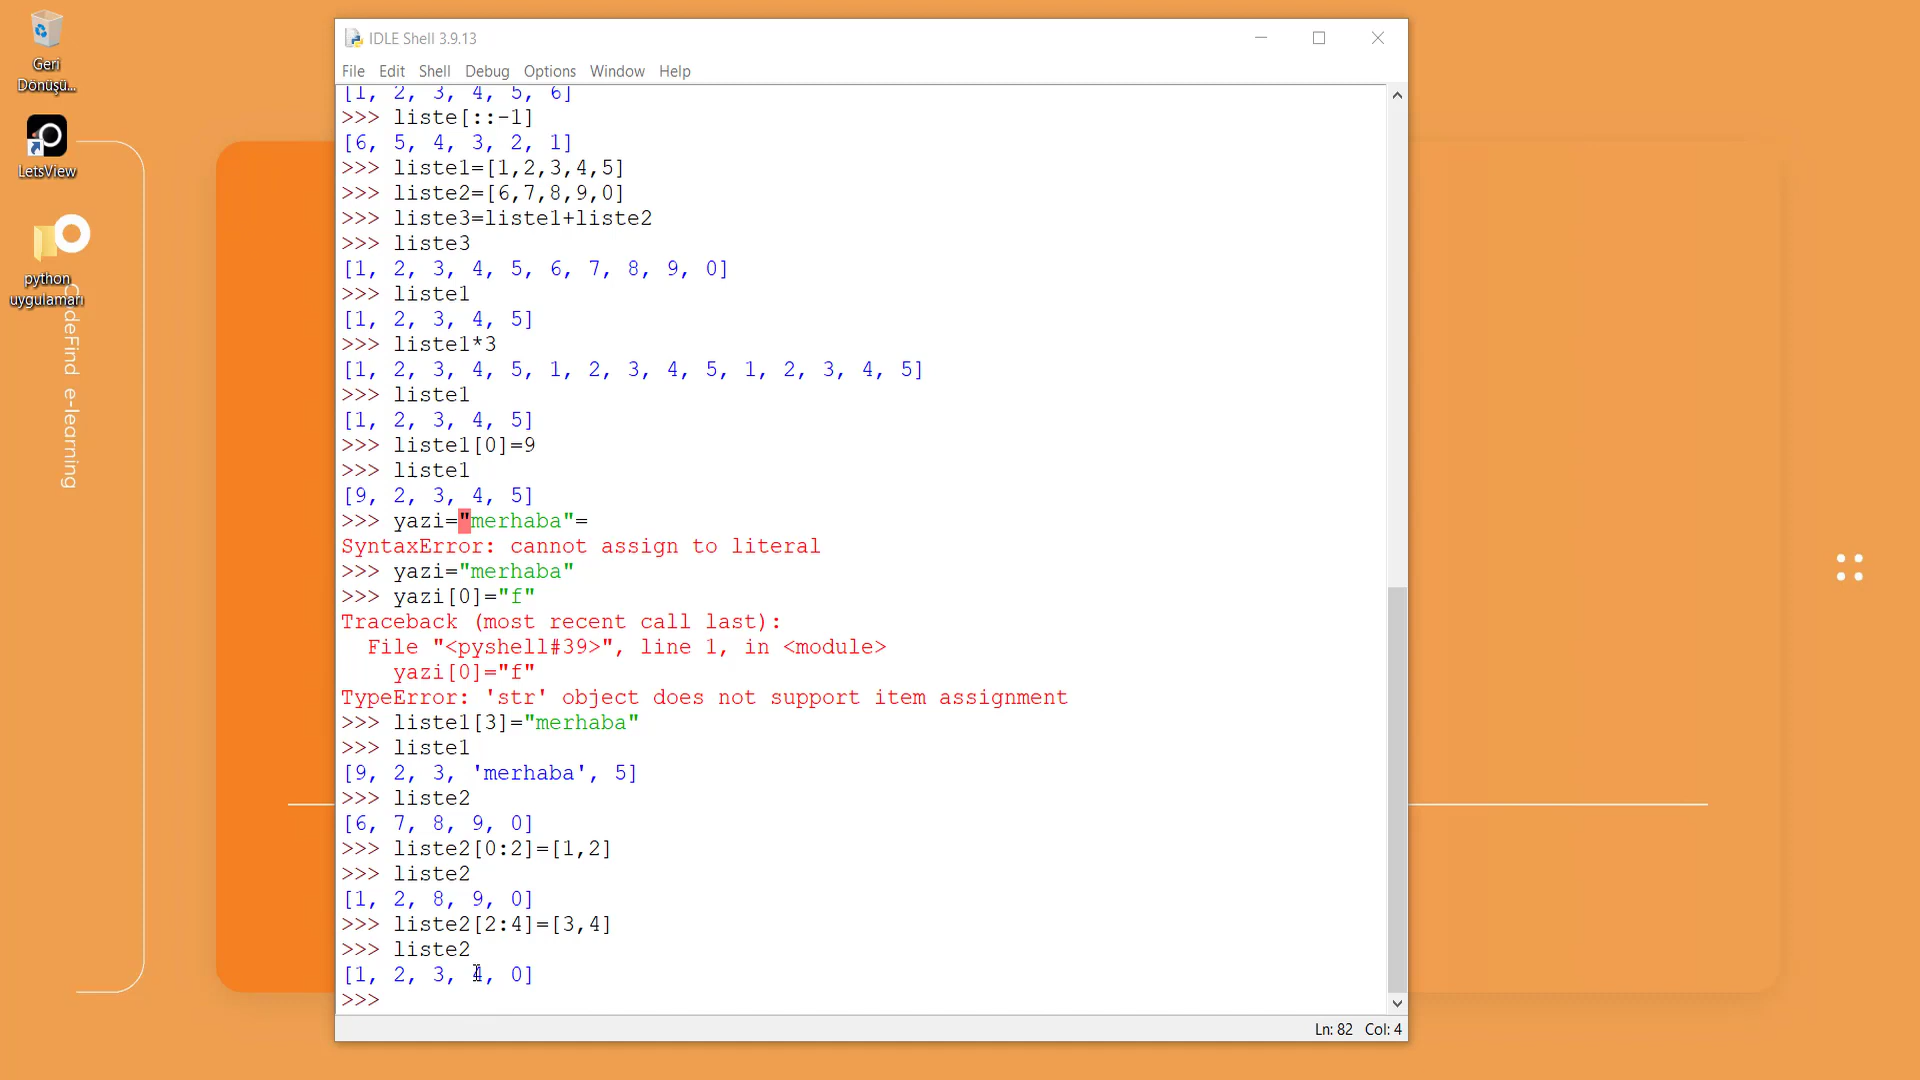 Geri
Dönüşü...
LetsView
python
uygulamarı
deFind e-learning
IDLE Shell 3.9.13
File Edit Shell Debug Options Window Help
[1, 2, 3, 4, 5, 6]
>>> liste[::-1]
[6, 5, 4, 3, 2, 1]
>>> liste1=[1,2,3,4,5]
>>> liste2=[6,7,8,9,0]
>>> liste3=liste1+liste2
>>> liste3
[1, 2, 3, 4, 5, 6, 7, 8, 9, 0]
>>> liste1
[1, 2, 3, 4, 5]
>>> liste1*3
[1, 2, 3, 4, 5, 1, 2, 3, 4, 5, 1, 2, 3, 4, 5]
>>> liste1
[1, 2, 3, 4, 5]
>>> liste1[0]=9
>>> liste1
[9, 2, 3, 4, 5]
>>> yazi="merhaba"=
SyntaxError: cannot assign to literal
>>> yazi="merhaba"
>>> yazi[0]="f"
Traceback (most recent call last):
  File "<pyshell#39>", line 1, in <module>
    yazi[0]="f"
TypeError: 'str' object does not support item assignment
>>> liste1[3]="merhaba"
>>> liste1
[9, 2, 3, 'merhaba', 5]
>>> liste2
[6, 7, 8, 9, 0]
>>> liste2[0:2]=[1,2]
>>> liste2
[1, 2, 8, 9, 0]
>>> liste2[2:4]=[3,4]
>>> liste2
[1, 2, 3, 4, 0]
>>>
Ln: 82 Col: 4